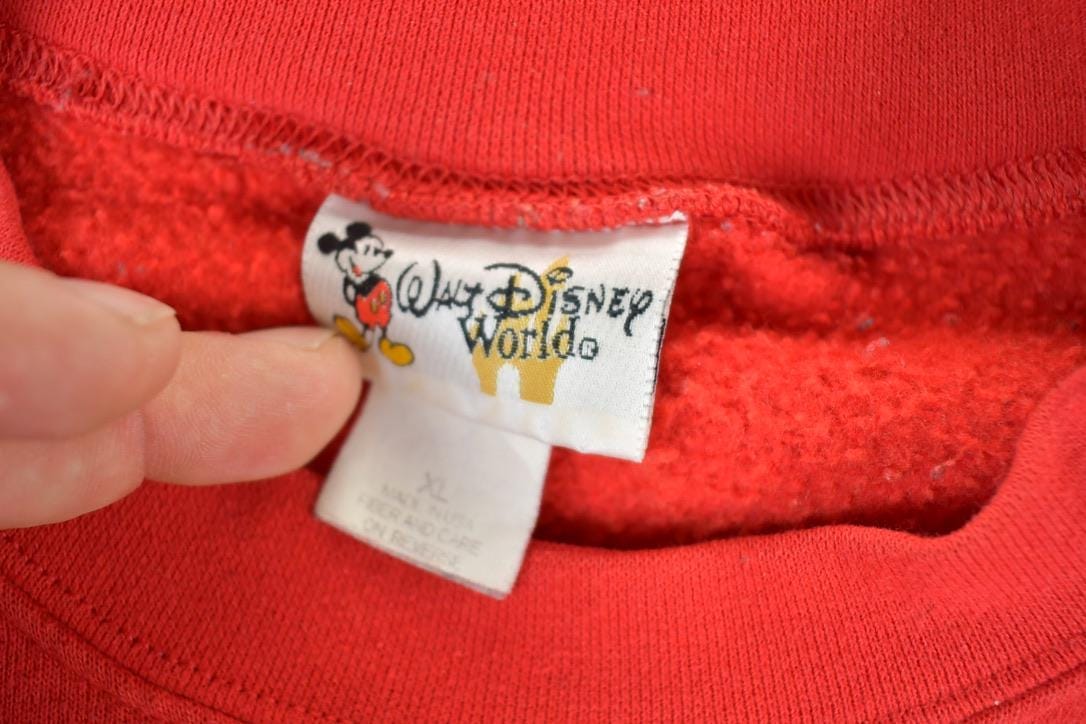 Walt Disney
World®
XL
MADE IN USA
FIBER AND CARE
ON REVERSE